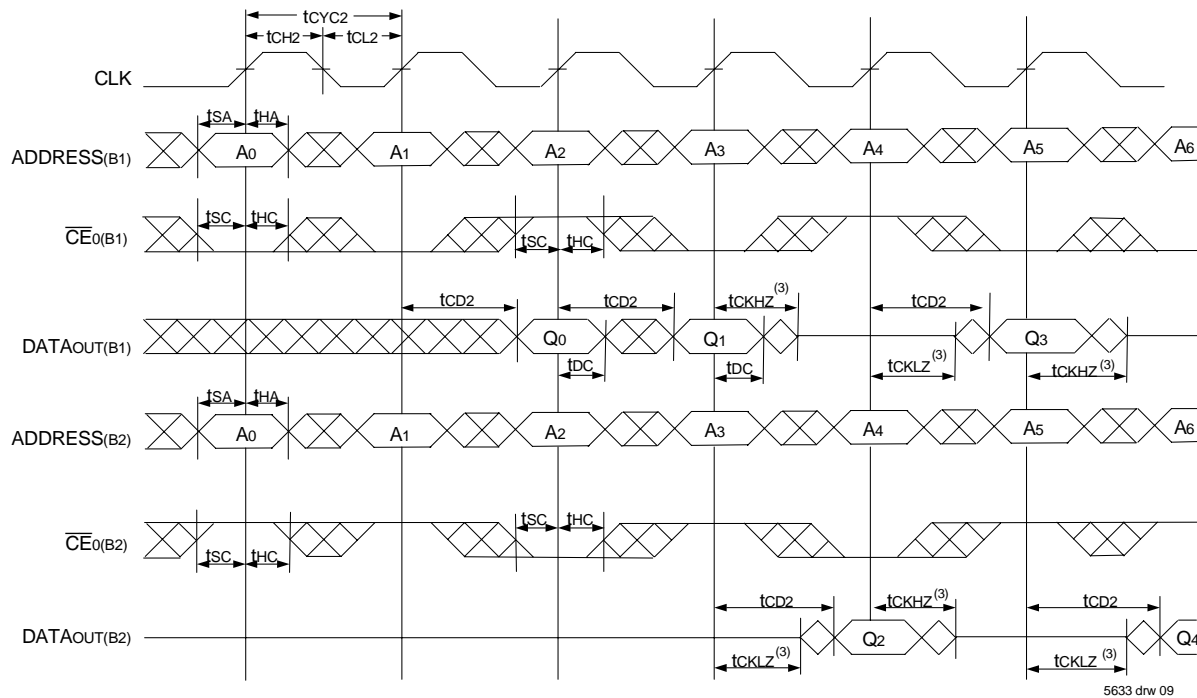 tCYC2
tCH2 tCL2
CLK
tSA tHA
ADDRESS(B1) A0 A1 A2 A3 A4 A5 A6
tSC tHC
CE0(B1)
tSC tHC
tCD2 tCD2 tCKHZ(3) tCD2
DATAOUT(B1) Q0 Q1 Q3
tDC tDC tCKLZ(3) tCKHZ(3)
tSA tHA
ADDRESS(B2) A0 A1 A2 A3 A4 A5 A6
tSC tHC
CE0(B2)
tSC tHC
tCD2 tCKHZ(3) tCD2
DATAOUT(B2) Q2 Q4
tCKLZ(3) tCKLZ(3)
5633 drw 09